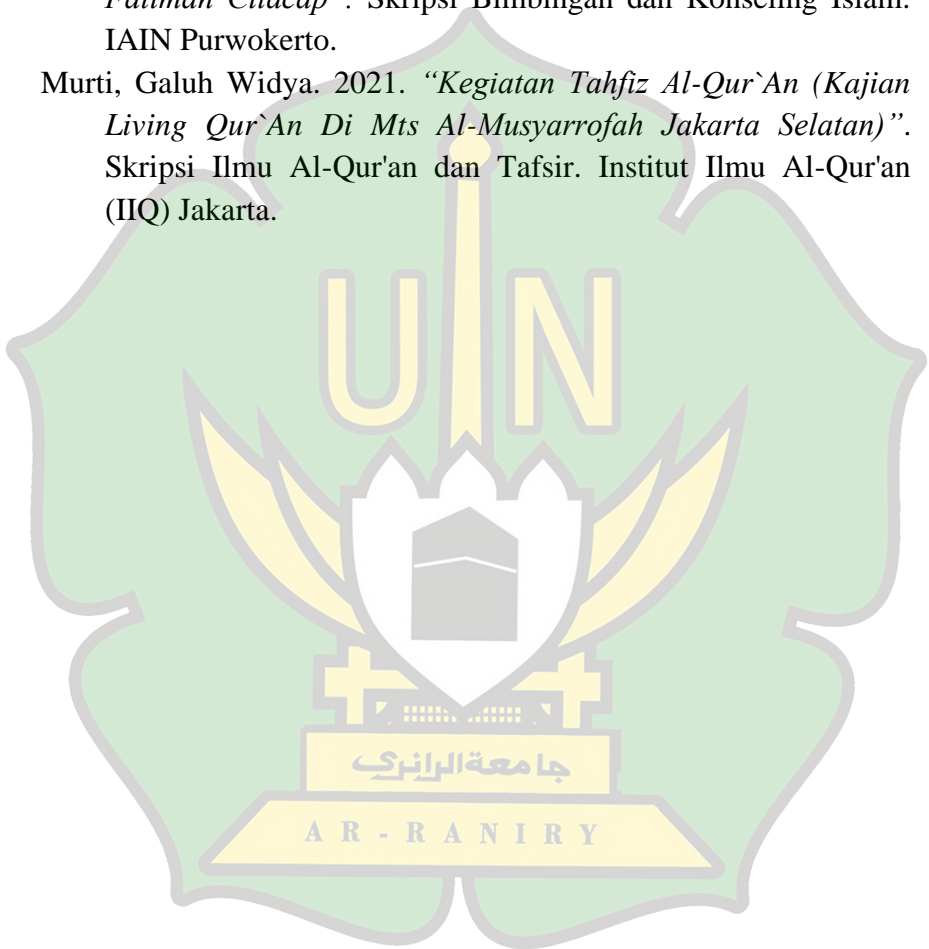 Fatimah Cilacap". Skripsi Bimbingan dan Konseling Islam.
IAIN Purwokerto.
Murti, Galuh Widya. 2021. “Kegiatan Tahfiz Al-Qur`An (Kajian
Living Qur`An Di Mts Al-Musyarrofah Jakarta Selatan)”.
Skripsi Ilmu Al-Qur'an dan Tafsir. Institut Ilmu Al-Qur'an
(IIQ) Jakarta.
UIN
جامعة الرانري
AR-RANIRY